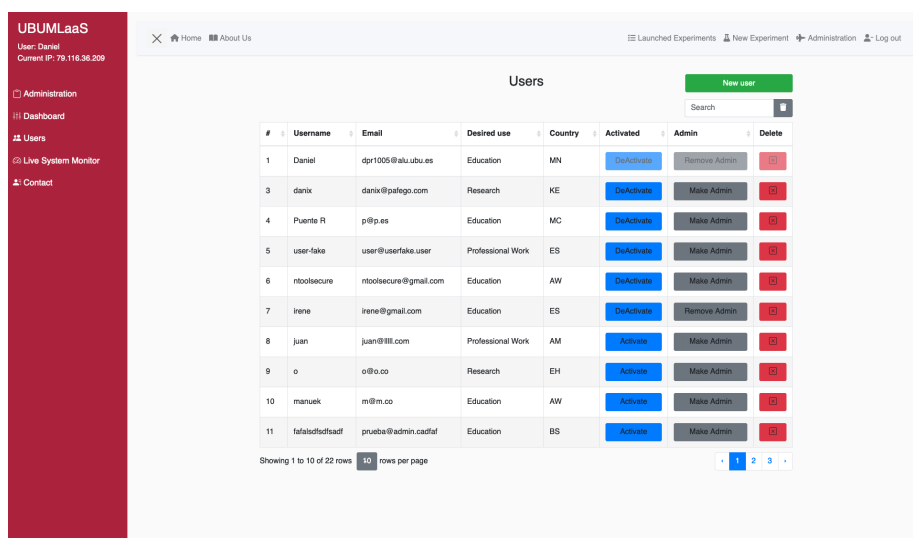 UBUMLaaS
User: Daniel
Current IP: 79.116.36.209
Administration
Dashboard
Users
Live System Monitor
Contact
Home About Us Launched Experiments New Experiment Administration Log out
Users
New user
Search
# Username Email Desired use Country Activated Admin Delete
1 Daniel dpr1005@alu.ubu.es Education MN DeActivate Remove Admin
3 danix danix@pafego.com Research KE DeActivate Make Admin
4 Puente R p@p.es Education MC DeActivate Make Admin
5 user-fake user@userfake.user Professional Work ES DeActivate Make Admin
6 ntoolsecure ntoolsecure@gmail.com Education AW DeActivate Make Admin
7 irene irene@gmail.com Education ES DeActivate Remove Admin
8 juan Professional Work AM Activate Make Admin
9 o o@o.co Research EH Activate Make Admin
10 manuek m@m.co Education AW Activate Make Admin
11 fafalsdfsdfsadf prueba@admin.cadfaf Education BS Activate Make Admin
Showing 1 to 10 of 22 rows 10 rows per page
‹ 1 2 3 ›